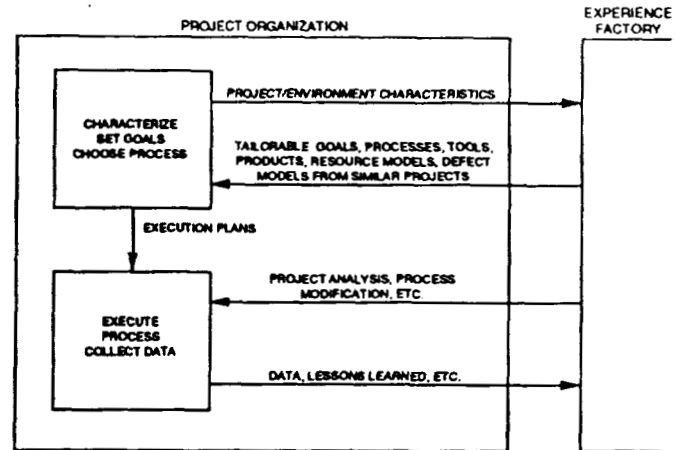 PROJECT ORGANIZATION
EXPERIENCE
FACTORY
CHARACTERIZE
SET GOALS
CHOOSE PROCESS
PROJECT/ENVIRONMENT CHARACTERISTICS
TAILORABLE GOALS, PROCESSES, TOOLS,
PRODUCTS, RESOURCE MODELS, DEFECT
MODELS FROM SIMILAR PROJECTS
EXECUTION PLANS
EXECUTE
PROCESS
COLLECT DATA
PROJECT ANALYSIS, PROCESS
MODIFICATION, ETC
DATA, LESSONS LEARNED, ETC.